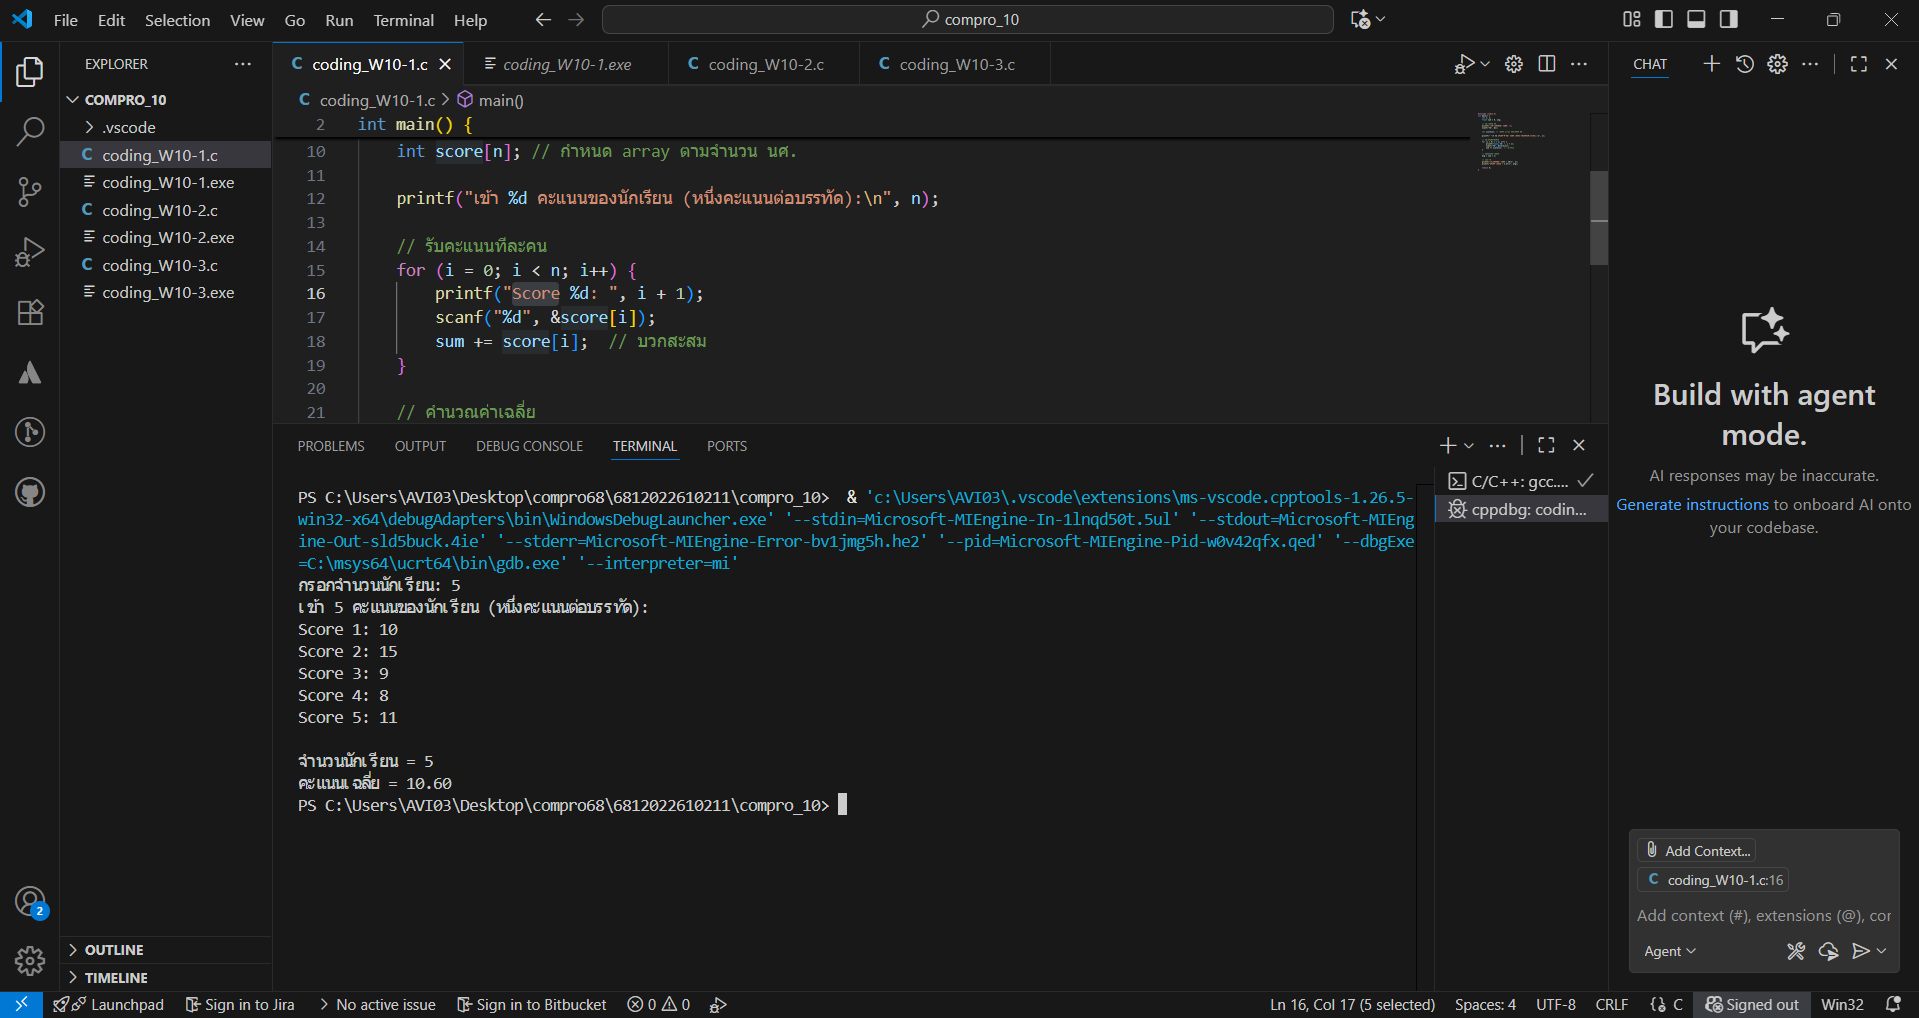 File Edit Selection View Go Run Terminal Help
compro_10
EXPLORER
COMPRO_10
.vscode
C coding_W10-1.c
coding_W10-1.exe
C coding_W10-2.c
coding_W10-2.exe
C coding_W10-3.c
coding_W10-3.exe
OUTLINE
TIMELINE
2
C coding_W10-1.c
coding_W10-1.exe
C coding_W10-2.c
C coding_W10-3.c
C coding_W10-1.c > main()
2 int main() {
10 int score[n]; // กำหนด array ตามจำนวน นศ.
11
12 printf("เข้า %d คะแนนของนักเรียน (หนึ่งคะแนนต่อบรรทัด):\n", n);
13
14 // รับคะแนนทีละคน
15 for (i = 0; i < n; i++) {
16 printf("Score %d: ", i + 1);
17 scanf("%d", &score[i]);
18 sum += score[i]; // บวกสะสม
19 }
20
21 // คำนวณค่าเฉลี่ย
PROBLEMS OUTPUT DEBUG CONSOLE TERMINAL PORTS
PS C:\Users\AVI03\Desktop\compro68\6812022610211\compro_10> & 'c:\Users\AVI03\.vscode\extensions\ms-vscode.cpptools-1.26.5-
win32-x64\debugAdapters\bin\WindowsDebugLauncher.exe' '--stdin=Microsoft-MIEngine-In-1lnqd50t.5ul' '--stdout=Microsoft-MIEng
ine-Out-sld5buck.4ie' '--stderr=Microsoft-MIEngine-Error-bv1jmg5h.he2' '--pid=Microsoft-MIEngine-Pid-w0v42qfx.qed' '--dbgExe
=C:\msys64\ucrt64\bin\gdb.exe' '--interpreter=mi'
กรอกจำนวนนักเรียน: 5
เข้า 5 คะแนนของนักเรียน (หนึ่งคะแนนต่อบรรทัด):
Score 1: 10
Score 2: 15
Score 3: 9
Score 4: 8
Score 5: 11
จำนวนนักเรียน = 5
คะแนนเฉลี่ย = 10.60
PS C:\Users\AVI03\Desktop\compro68\6812022610211\compro_10>
C/C++: gcc....
cppdbg: codin...
CHAT
Build with agent
mode.
AI responses may be inaccurate.
Generate instructions to onboard AI onto
your codebase.
Add Context...
C coding_W10-1.c:16
Add context (#), extensions (@), cor
Agent
Launchpad Sign in to Jira > No active issue Sign in to Bitbucket 0 0
Ln 16, Col 17 (5 selected) Spaces: 4 UTF-8 CRLF {} C Signed out Win32